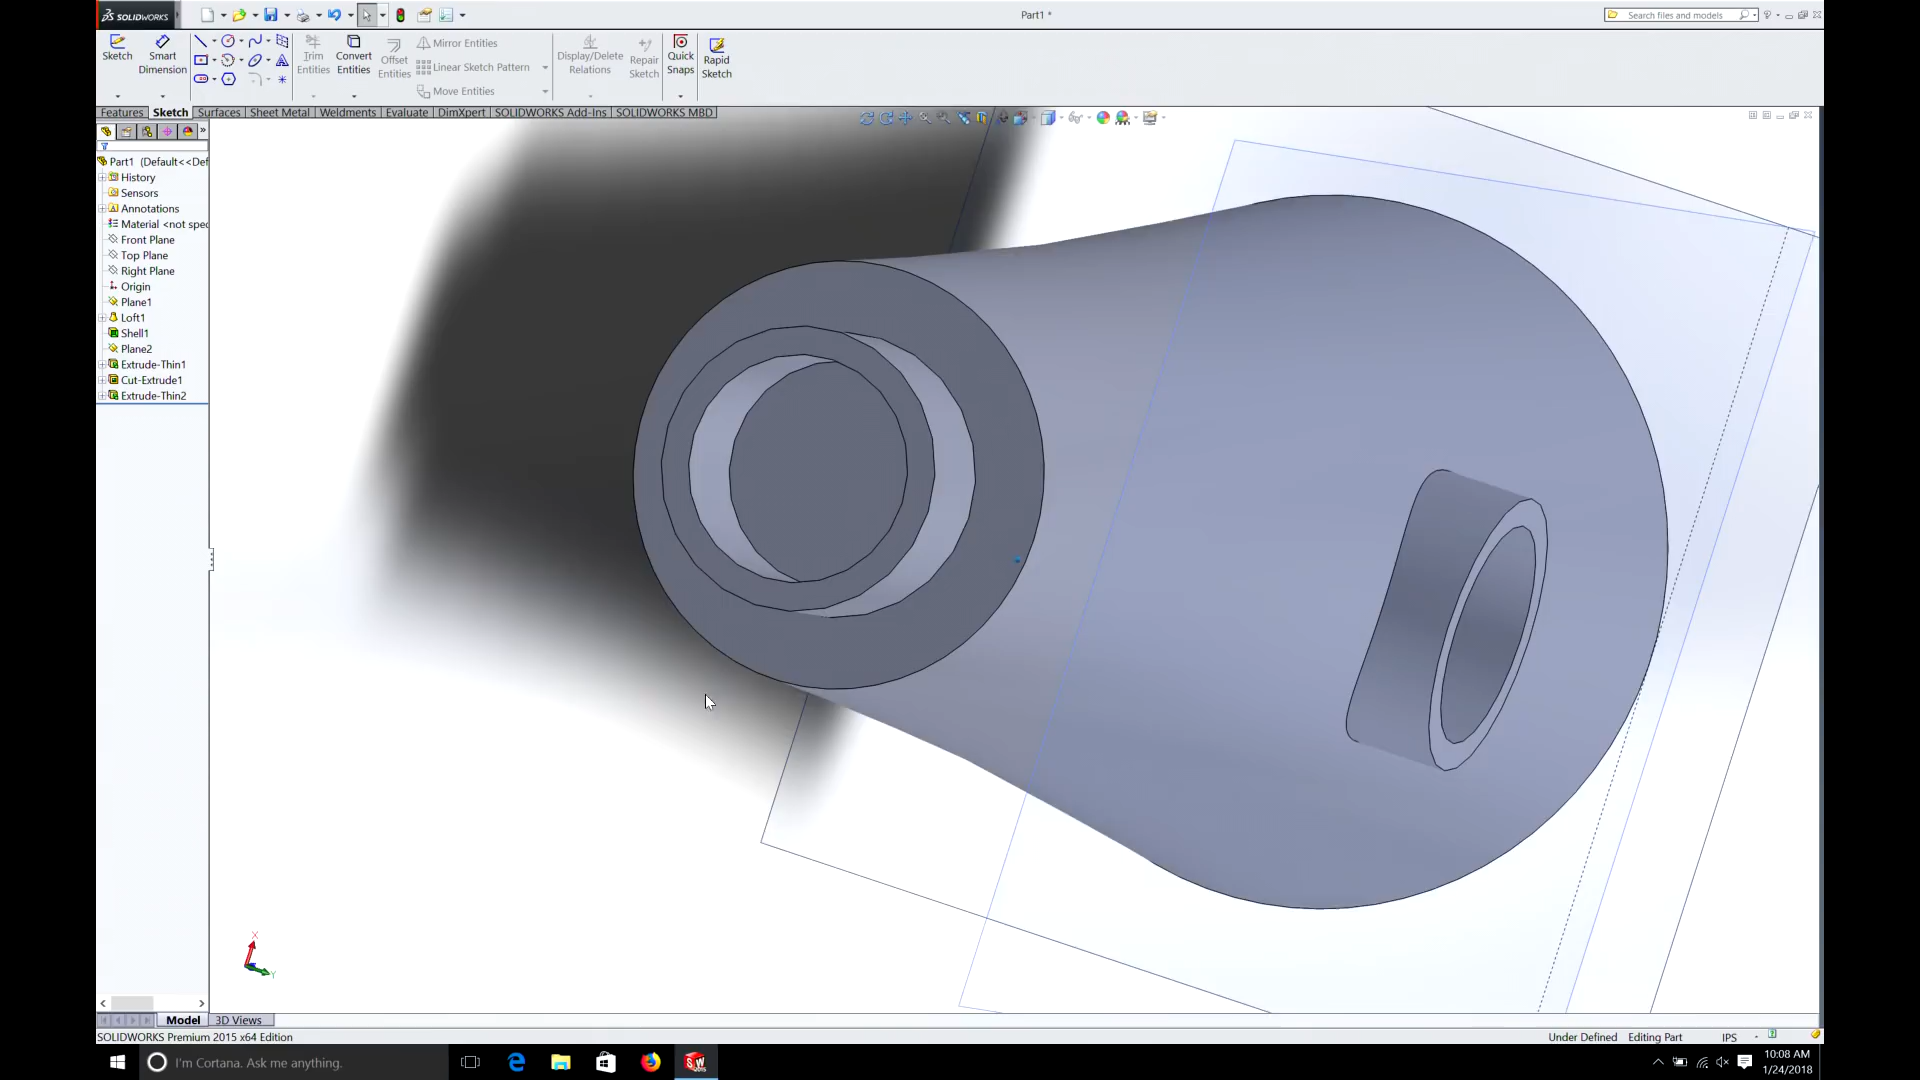 SOLIDWORKS
Part1 *
Search files and models
Sketch
Smart Dimension
Trim Entities
Convert Entities
Offset Entities
Mirror Entities
Linear Sketch Pattern
Move Entities
Display/Delete Relations
Repair Sketch
Quick Snaps
Rapid Sketch
Features
Sketch
Surfaces
Sheet Metal
Weldments
Evaluate
DimXpert
SOLIDWORKS Add-Ins
SOLIDWORKS MBD
Part1 (Default<<Def
History
Sensors
Annotations
Material <not spec
Front Plane
Top Plane
Right Plane
Origin
Plane1
Loft1
Shell1
Plane2
Extrude-Thin1
Cut-Extrude1
Extrude-Thin2
X
Y
Model
3D Views
SOLIDWORKS Premium 2015 x64 Edition
Under Defined
Editing Part
IPS
I'm Cortana. Ask me anything.
10:08 AM
1/24/2018